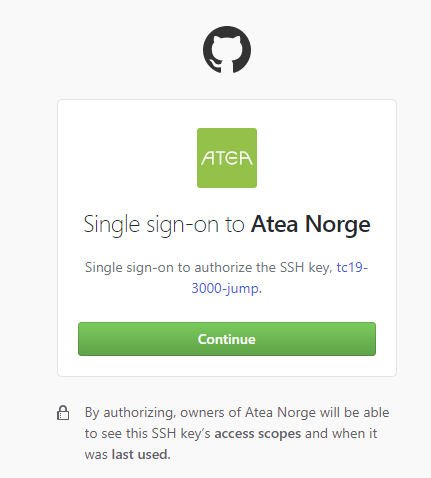 ATEA
Single sign-on to Atea Norge
Single sign-on to authorize the SSH key, tc19-
3000-jump.
Continue
By authorizing, owners of Atea Norge will be able
to see this SSH key’s access scopes and when it
was last used.